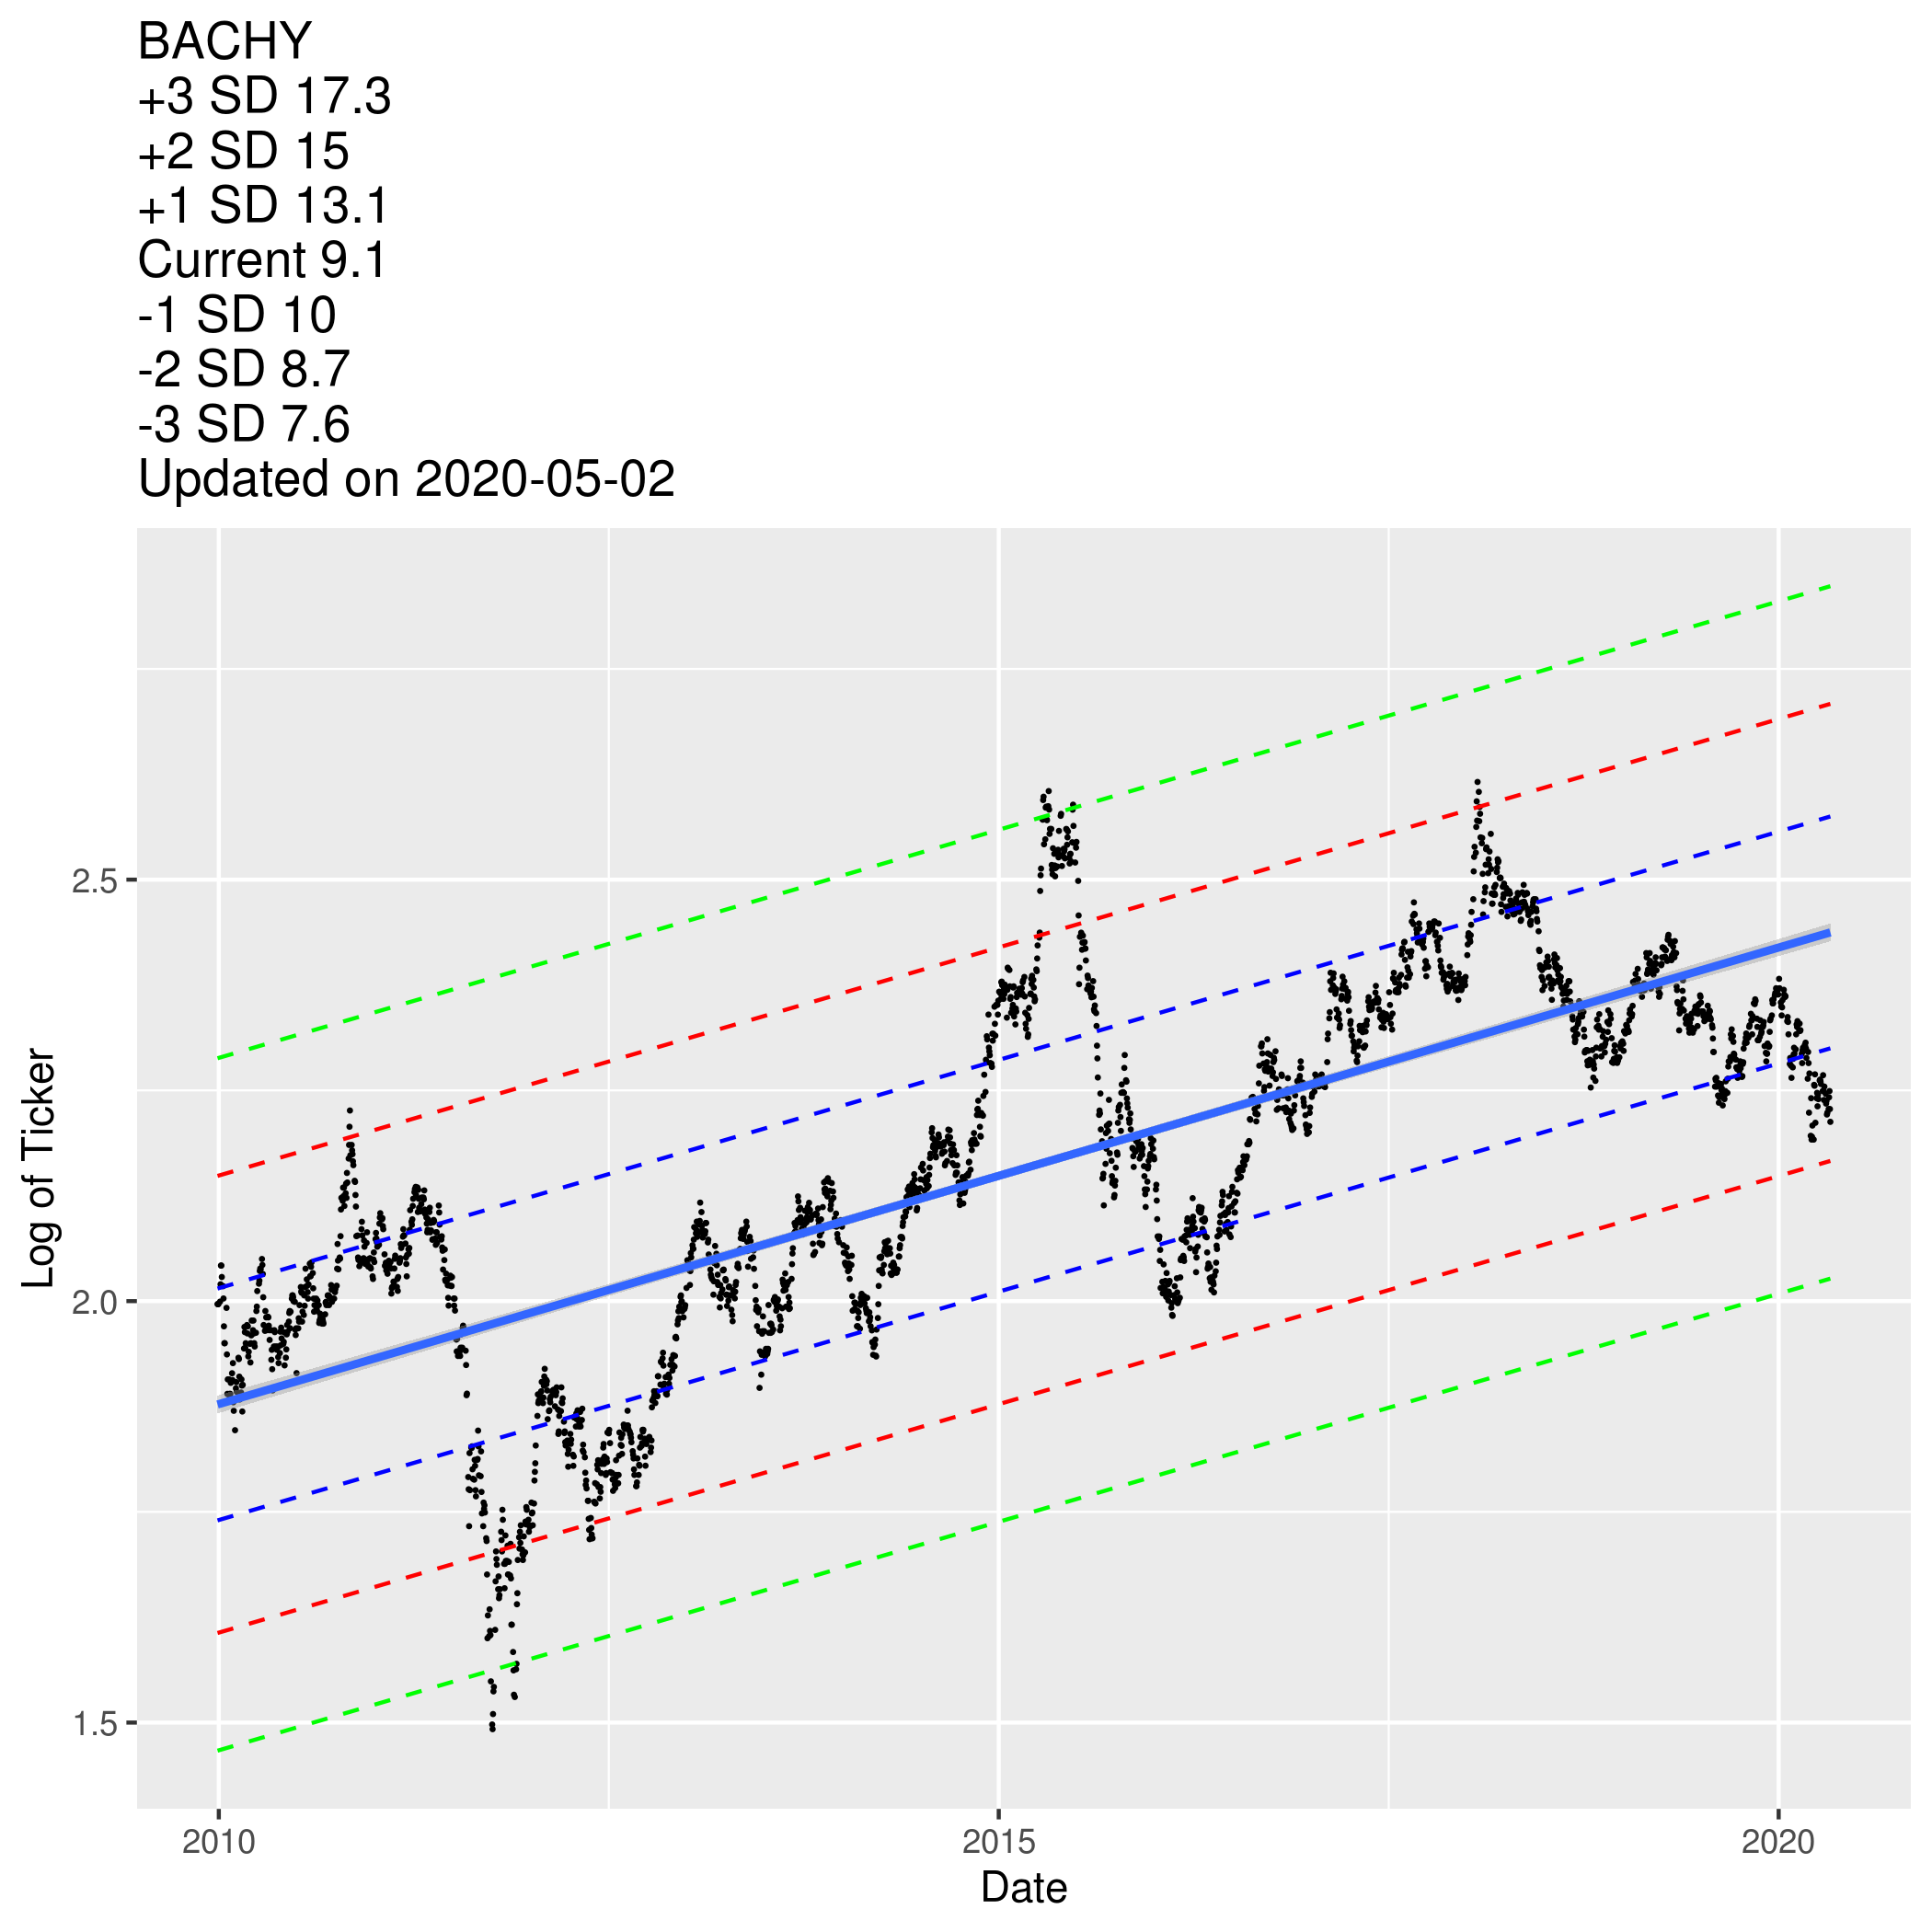 BACHY
+3 SD 17.3
+2 SD 15
+1 SD 13.1
Current 9.1
-1 SD 10
-2 SD 8.7
-3 SD 7.6
Updated on 2020-05-02
Log of Ticker
2.5
2.0
1.5
2010 2015 2020
Date